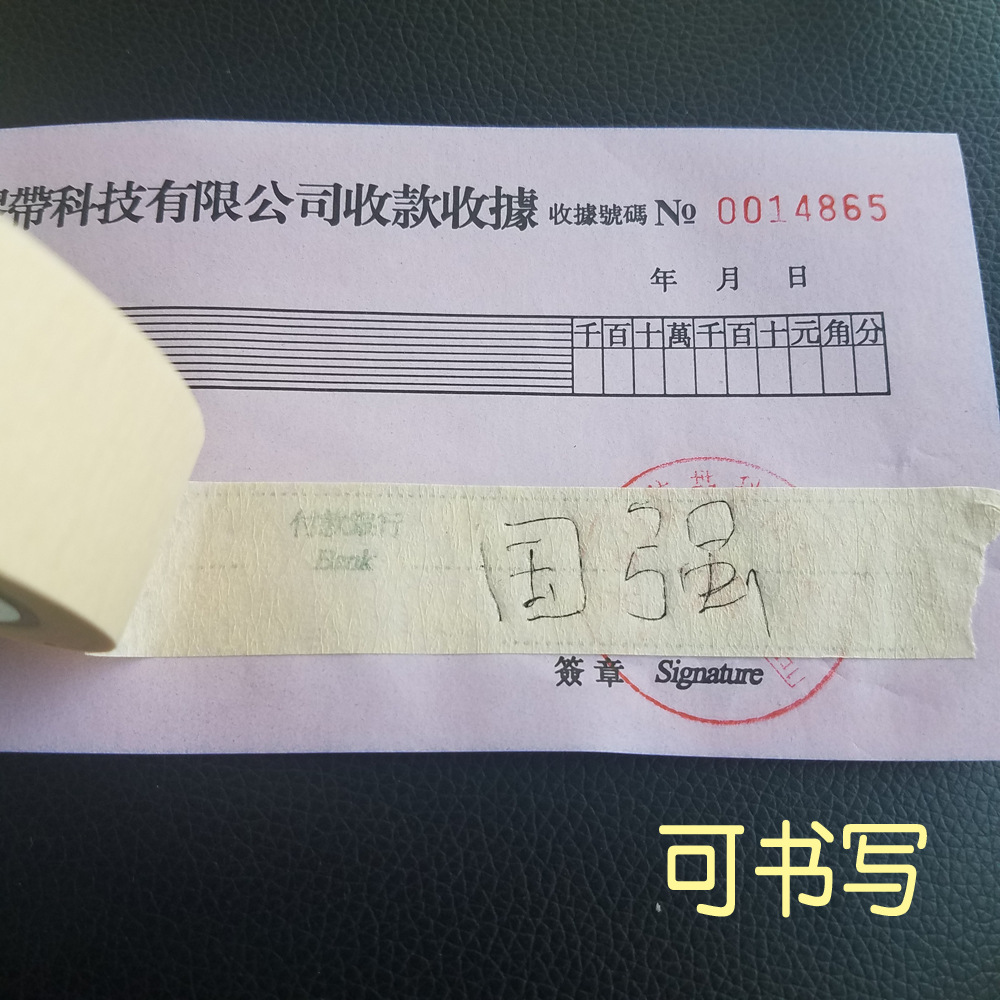 帶科技有限公司收款收據 收據號碼 No 0014865
年 月 日
千百十萬千百十元角分
付款銀行
Bank
国强
簽章 Signature
可书写